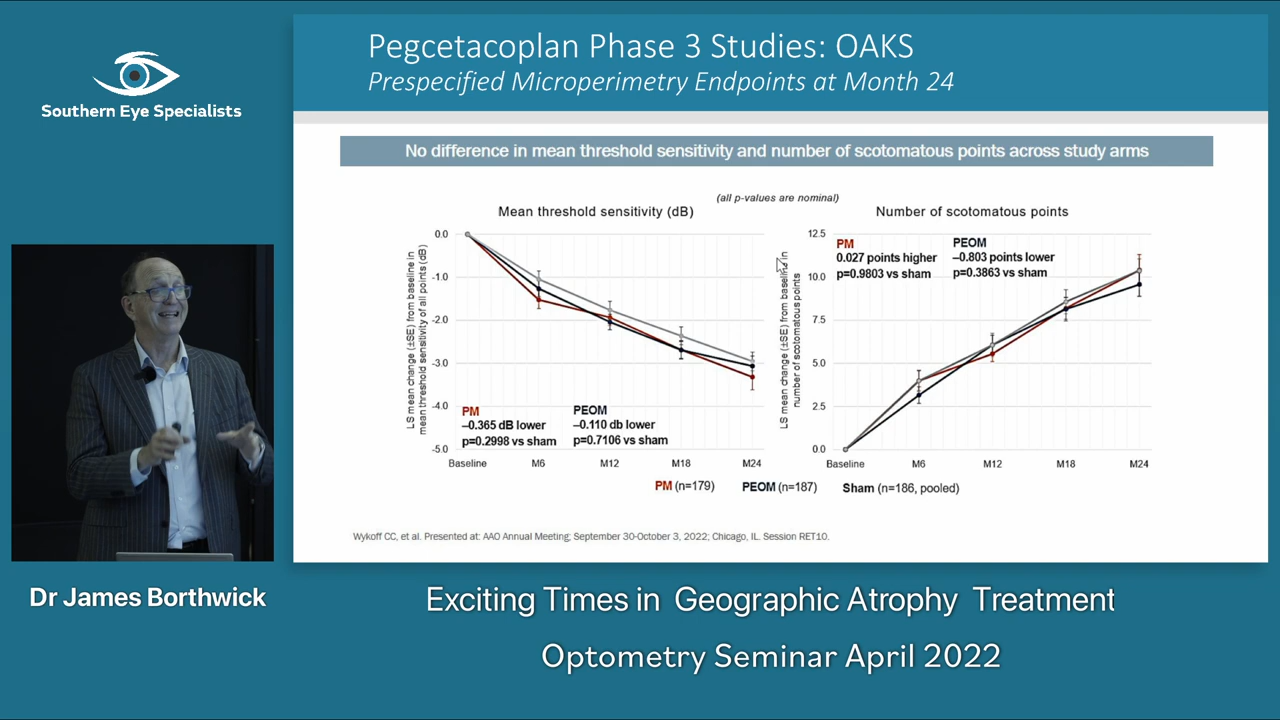 Southern Eye Specialists
Pegcetacoplan Phase 3 Studies: OAKS
Prespecified Microperimetry Endpoints at Month 24
No difference in mean threshold sensitivity and number of scotomatous points across study arms
(all p-values are nominal)
Mean threshold sensitivity (dB)
LS mean change (±SE) from baseline in
mean threshold sensitivity of all points (dB)
0.0
-1.0
-2.0
-3.0
-4.0
-5.0
PM
–0.365 dB lower
p=0.2998 vs sham
PEOM
–0.110 db lower
p=0.7106 vs sham
Baseline M6 M12 M18 M24
Number of scotomatous points
LS mean change (±SE) from baseline in
number of scotomatous points
12.5
10.0
7.5
5.0
2.5
0.0
PM
0.027 points higher
p=0.9803 vs sham
PEOM
–0.803 points lower
p=0.3863 vs sham
Baseline M6 M12 M18 M24
PM (n=179) PEOM (n=187) Sham (n=186, pooled)
Wykoff CC, et al. Presented at: AAO Annual Meeting; September 30-October 3, 2022; Chicago, IL. Session RET10.
Dr James Borthwick
Exciting Times in Geographic Atrophy Treatment
Optometry Seminar April 2022